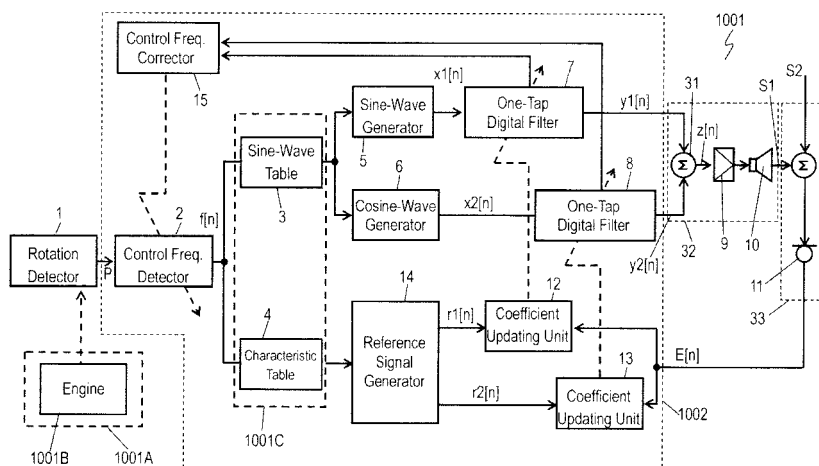 1001
Control Freq.
Corrector
15
x1[n]
7
S2
S1
Sine-Wave
Generator
5
One-Tap
Digital Filter
y1[n]
31
z[n]
Sine-Wave
Table
3
6
Cosine-Wave
Generator
x2[n]
8
One-Tap
Digital Filter
Σ
Σ
9
10
32
y2[n]
1
Rotation
Detector
P
2
f[n]
Control Freq.
Detector
11
33
14
r1[n]
12
Coefficient
Updating Unit
4
Characteristic
Table
Reference
Signal
Generator
E[n]
13
r2[n]
Coefficient
Updating Unit
1002
Engine
1001C
1001B
1001A